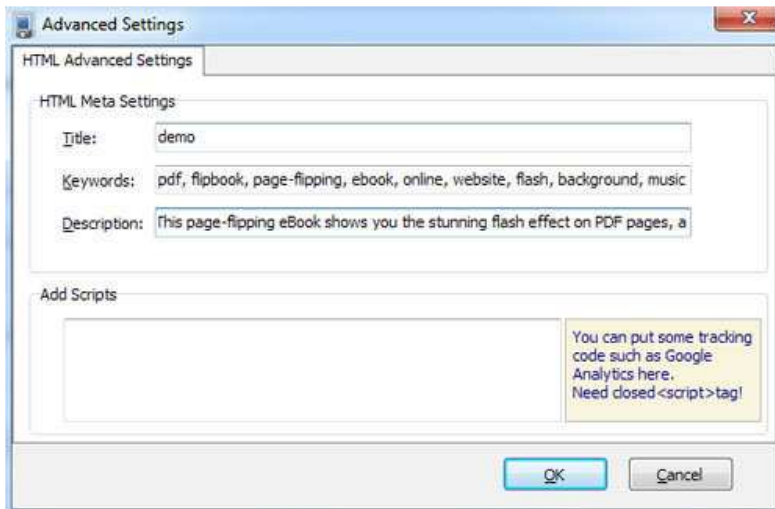 Advanced Settings
HTML Advanced Settings
HTML Meta Settings
Title: demo
Keywords: pdf, flipbook, page-flipping, ebook, online, website, flash, background, music
Description: This page-flipping eBook shows you the stunning flash effect on PDF pages, a
Add Scripts
You can put some tracking
code such as Google
Analytics here.
Need closed<script>tag!
OK Cancel